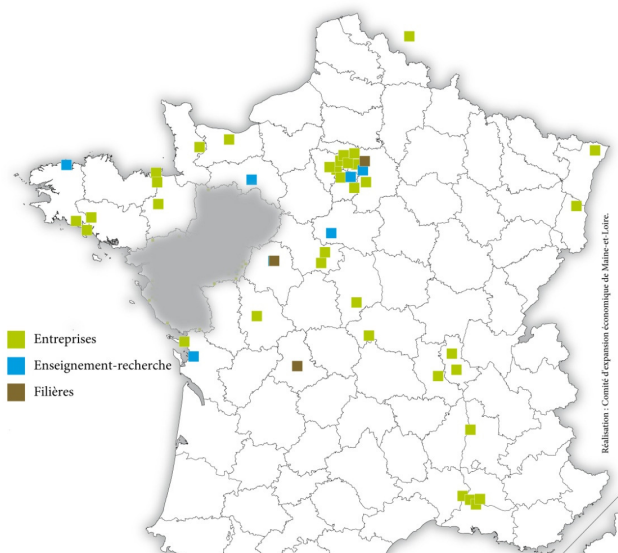 Entreprises
Enseignement-recherche
Filières
Réalisation : Comité d'expansion économique de Maine-et-Loire.